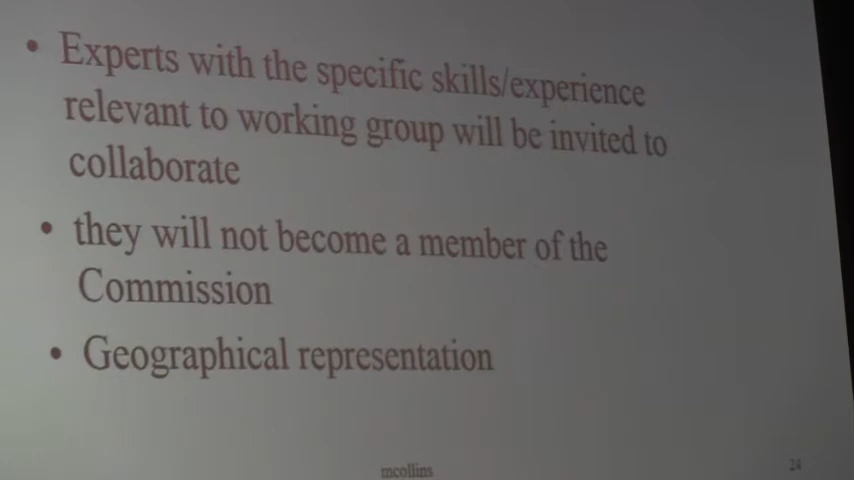 • Experts with the specific skills/experience
relevant to working group will be invited to
collaborate
• they will not become a member of the
Commission
• Geographical representation
mcollins
24